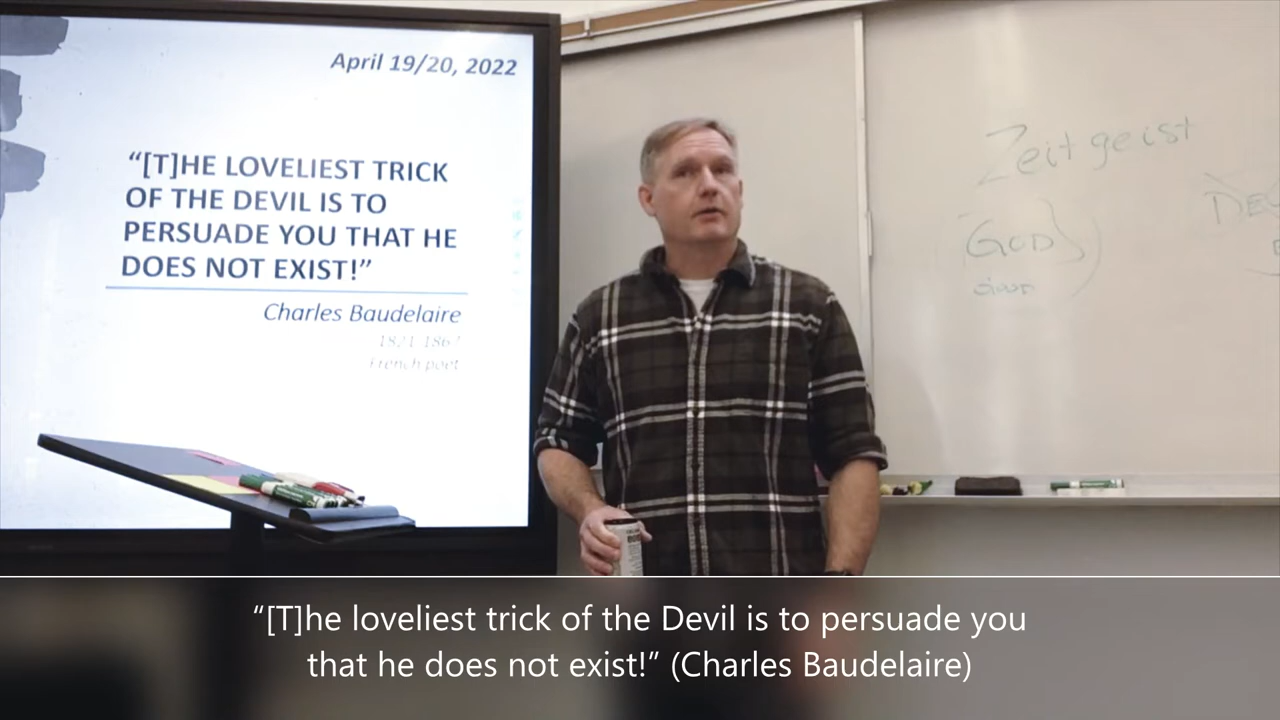 April 19/20, 2022
“[T]HE LOVELIEST TRICK
OF THE DEVIL IS TO
PERSUADE YOU THAT HE
DOES NOT EXIST!”
Charles Baudelaire
1821-1867
French poet
Zeitgeist
(GOD)
“[T]he loveliest trick of the Devil is to persuade you
that he does not exist!” (Charles Baudelaire)